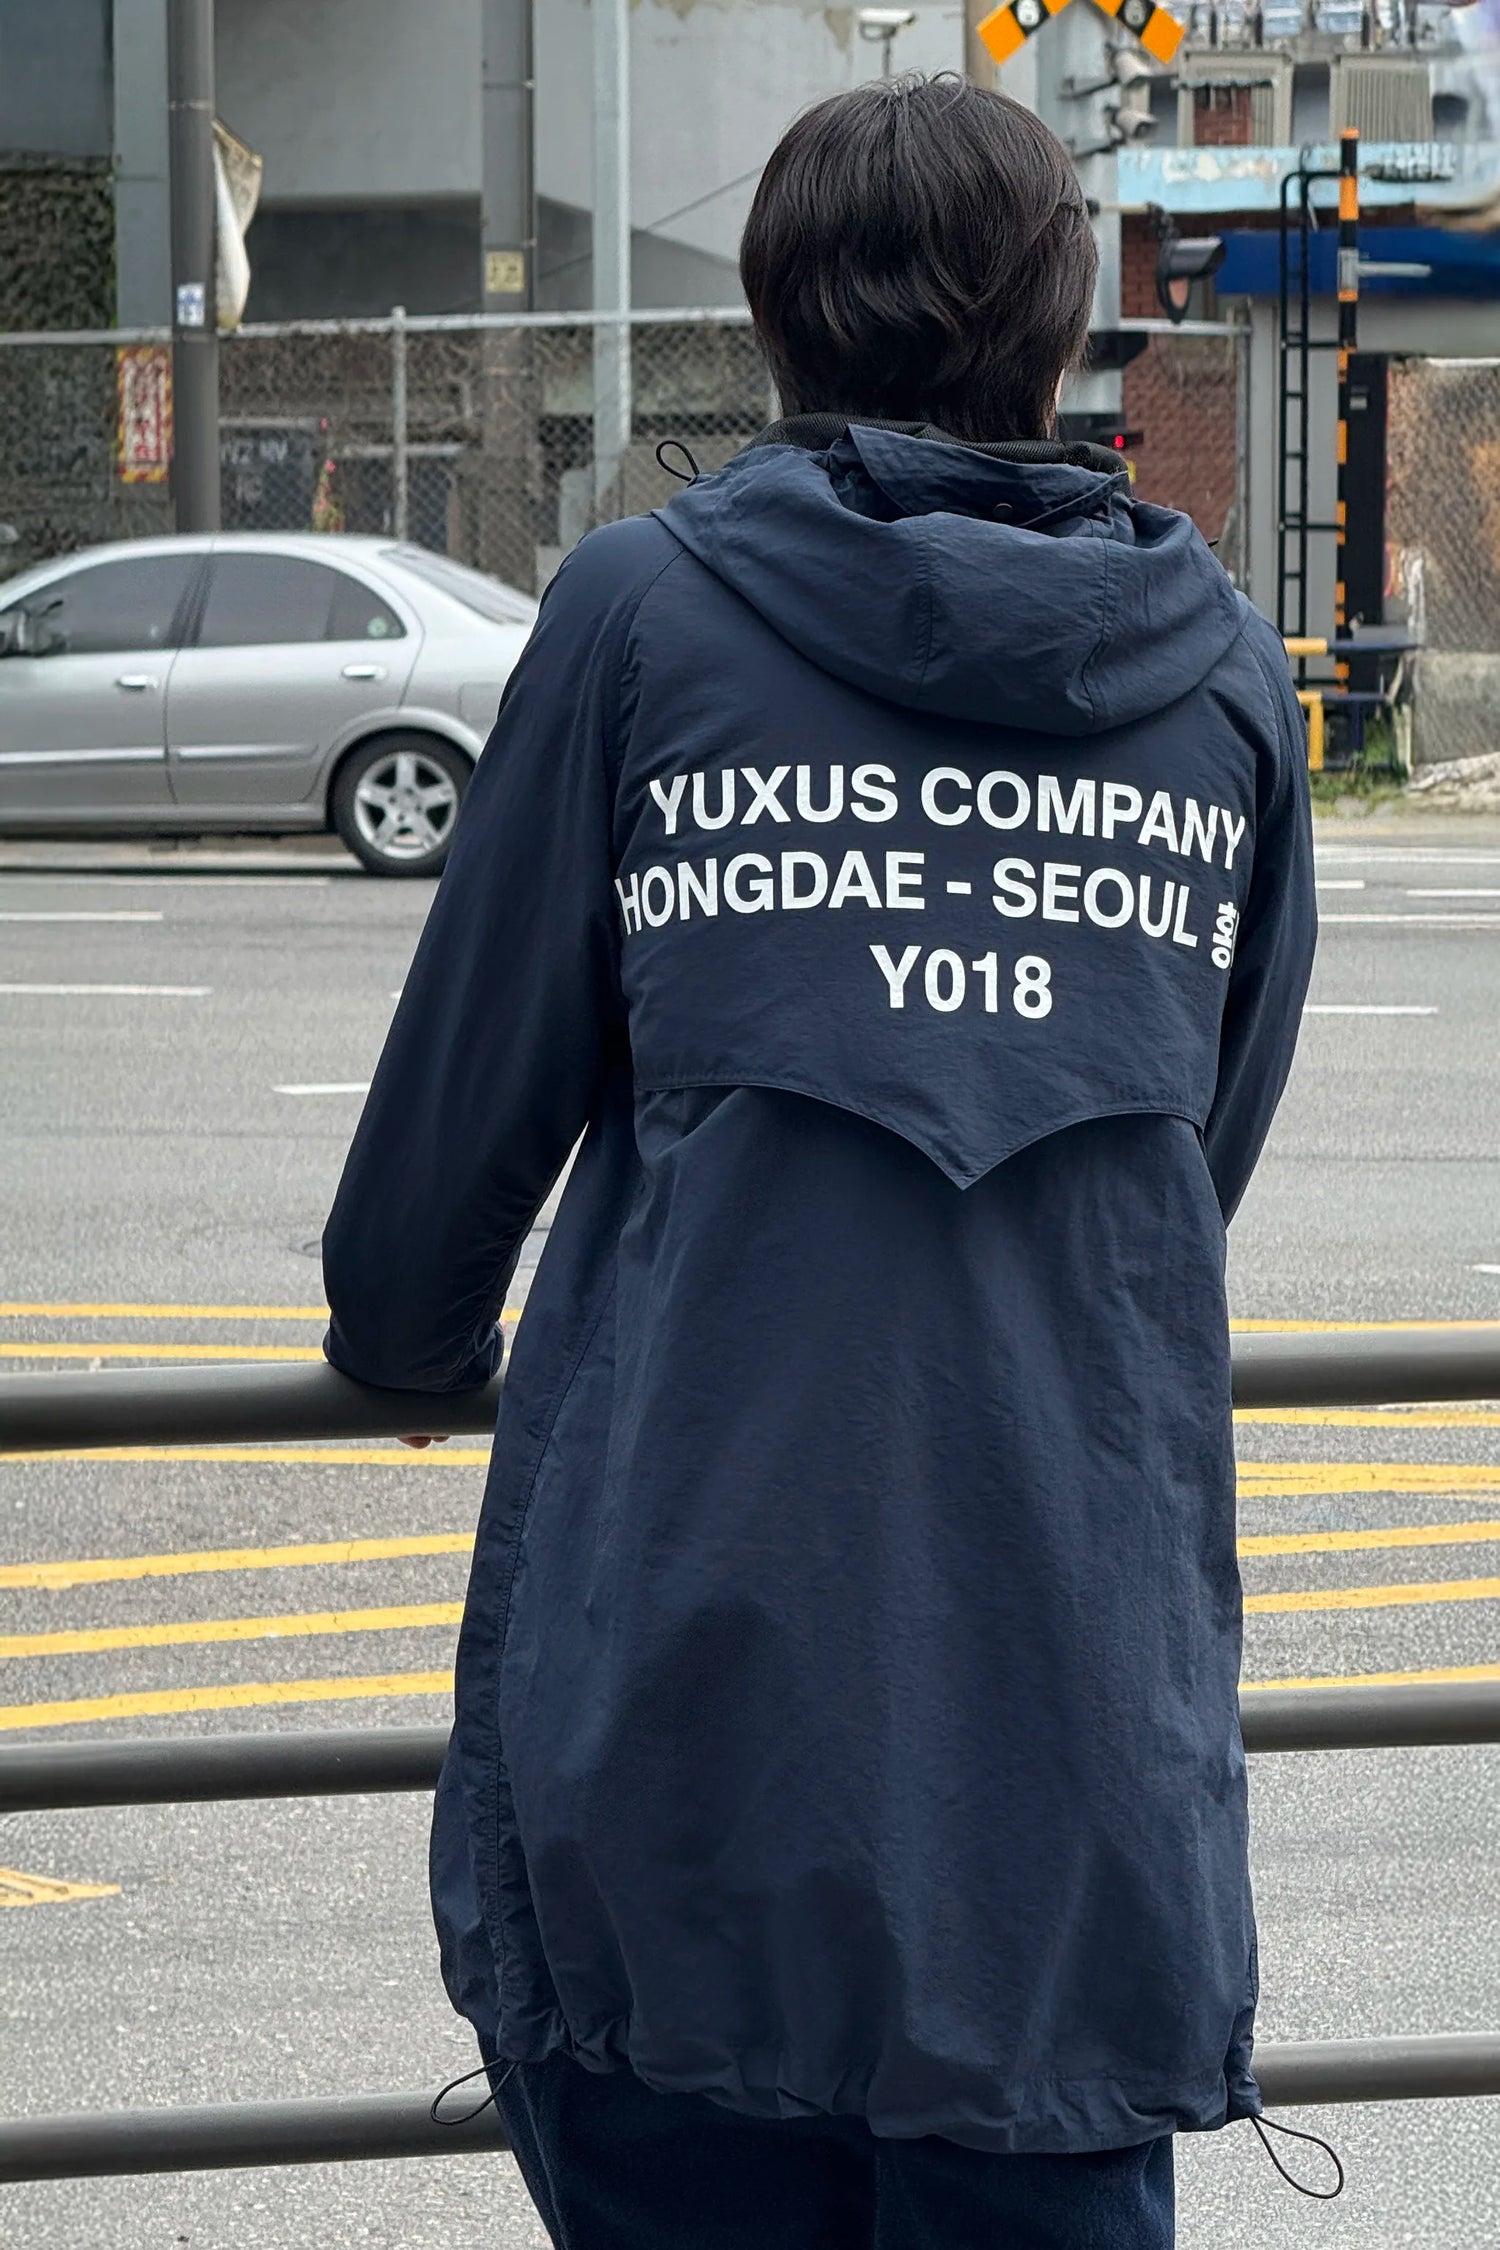 YUXUS COMPANY
HONGDAE - SEOUL
Y018